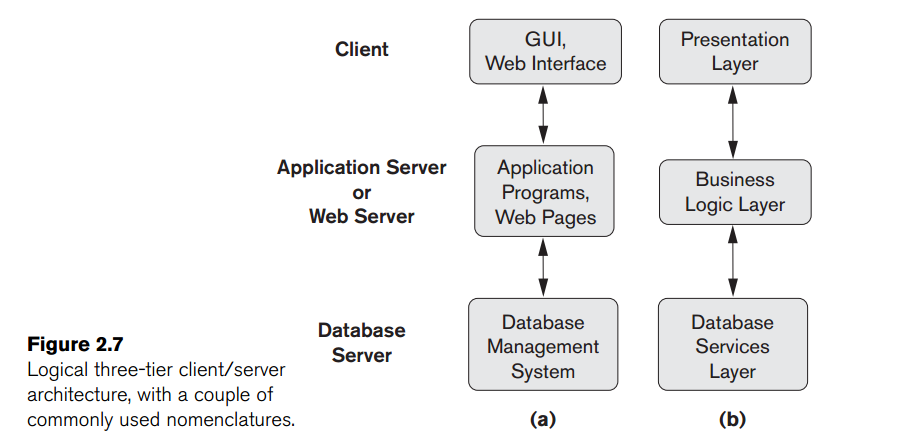 Client
GUI,
Web Interface
Presentation
Layer
Application Server
or
Web Server
Application
Programs,
Web Pages
Business
Logic Layer
Database
Server
Database
Management
System
Database
Services
Layer
(a)
(b)
Figure 2.7
Logical three-tier client/server
architecture, with a couple of
commonly used nomenclatures.